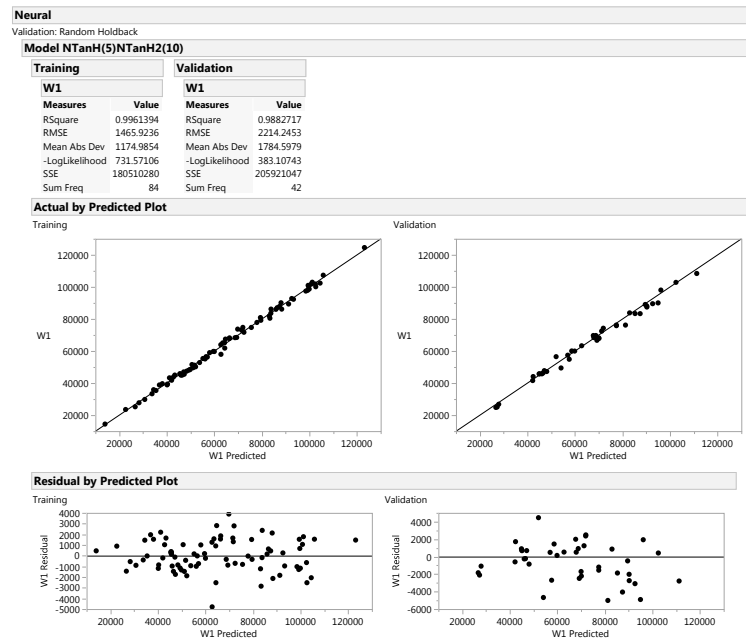 Neural
Validation: Random Holdback
Model NTanH(5)NTanH2(10)
Training Validation
W1 W1
Measures Value Measures Value
RSquare 0.9961394 RSquare 0.9882717
RMSE 1465.9236 RMSE 2214.2453
Mean Abs Dev 1174.9854 Mean Abs Dev 1784.5979
-LogLikelihood 731.57106 -LogLikelihood 383.10743
SSE 180510280 SSE 205921047
Sum Freq 84 Sum Freq 42
Actual by Predicted Plot
Training Validation
120000 120000
100000 100000
80000 80000
W1 W1
60000 60000
40000 40000
20000 20000
20000 40000 60000 80000 100000 120000 20000 40000 60000 80000 100000 120000
W1 Predicted W1 Predicted
Residual by Predicted Plot
Training Validation
4000 4000
3000
2000 2000
1000
W1 Residual W1 Residual
0 0
-1000
-2000 -2000
-3000
-4000 -4000
-5000 -6000
20000 40000 60000 80000 100000 120000 20000 40000 60000 80000 100000 120000
W1 Predicted W1 Predicted